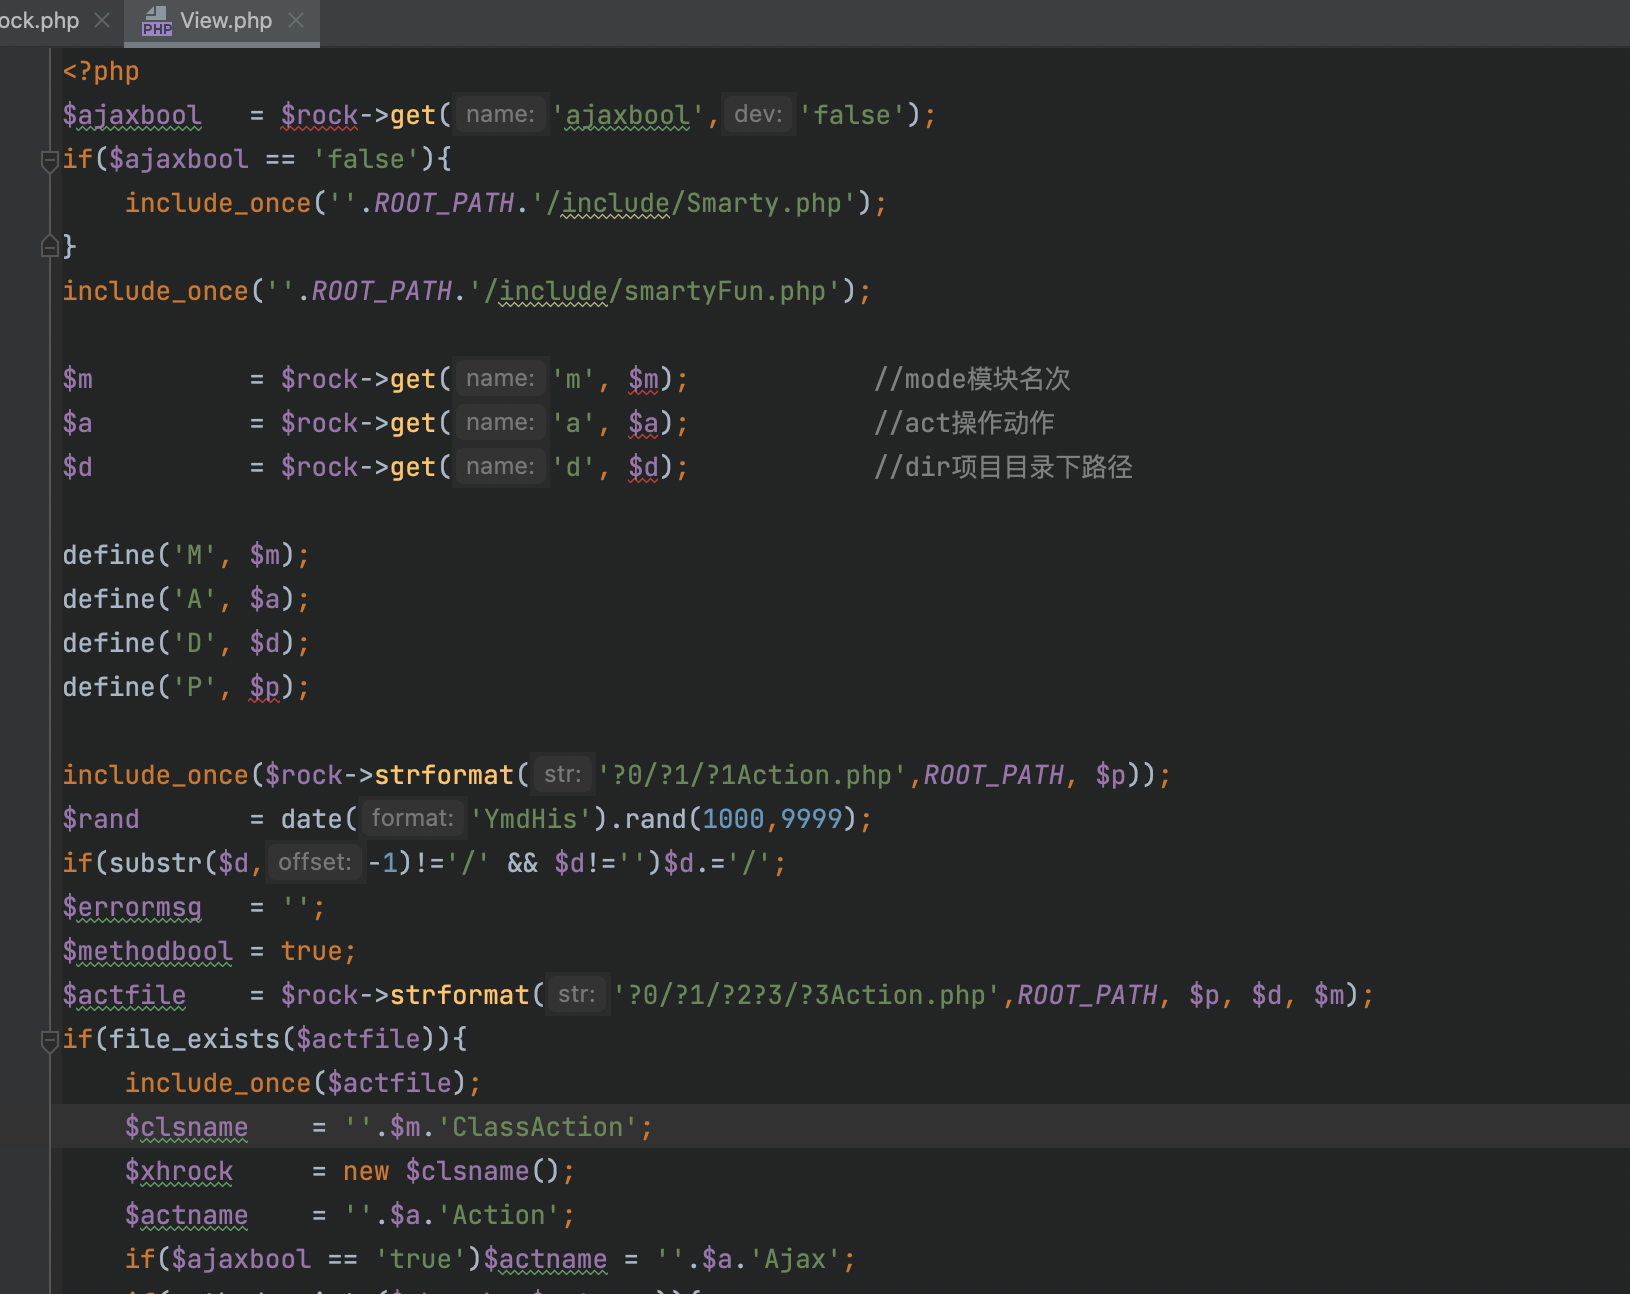 ock.php View.php
<?php
$ajaxbool = $rock->get( name: 'ajaxbool', dev: 'false');
if($ajaxbool == 'false'){
include_once(''.ROOT_PATH.'/include/Smarty.php');
}
include_once(''.ROOT_PATH.'/include/smartyFun.php');
$m = $rock->get( name: 'm', $m); //mode模块名次
$a = $rock->get( name: 'a', $a); //act操作动作
$d = $rock->get( name: 'd', $d); //dir项目目录下路径
define('M', $m);
define('A', $a);
define('D', $d);
define('P', $p);
include_once($rock->strformat( str: '?0/?1/?1Action.php',ROOT_PATH, $p));
$rand = date( format: 'YmdHis').rand(1000,9999);
if(substr($d, offset: -1)!='/' && $d!='')$d.='/';
$errormsg = '';
$methodbool = true;
$actfile = $rock->strformat( str: '?0/?1/?2?3/?3Action.php',ROOT_PATH, $p, $d, $m);
if(file_exists($actfile)){
include_once($actfile);
$clsname = ''.$m.'ClassAction';
$xhrock = new $clsname();
$actname = ''.$a.'Action';
if($ajaxbool == 'true')$actname = ''.$a.'Ajax';